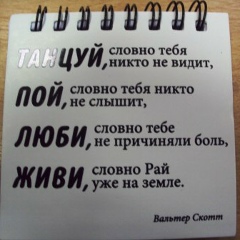 ТАНЦУЙ, словно тебя
никто не видит,
ПОЙ, словно тебя никто
не слышит,
ЛЮБИ, словно тебе
не причиняли боль,
ЖИВИ, словно Рай
уже на земле.
Вальтер Скотт